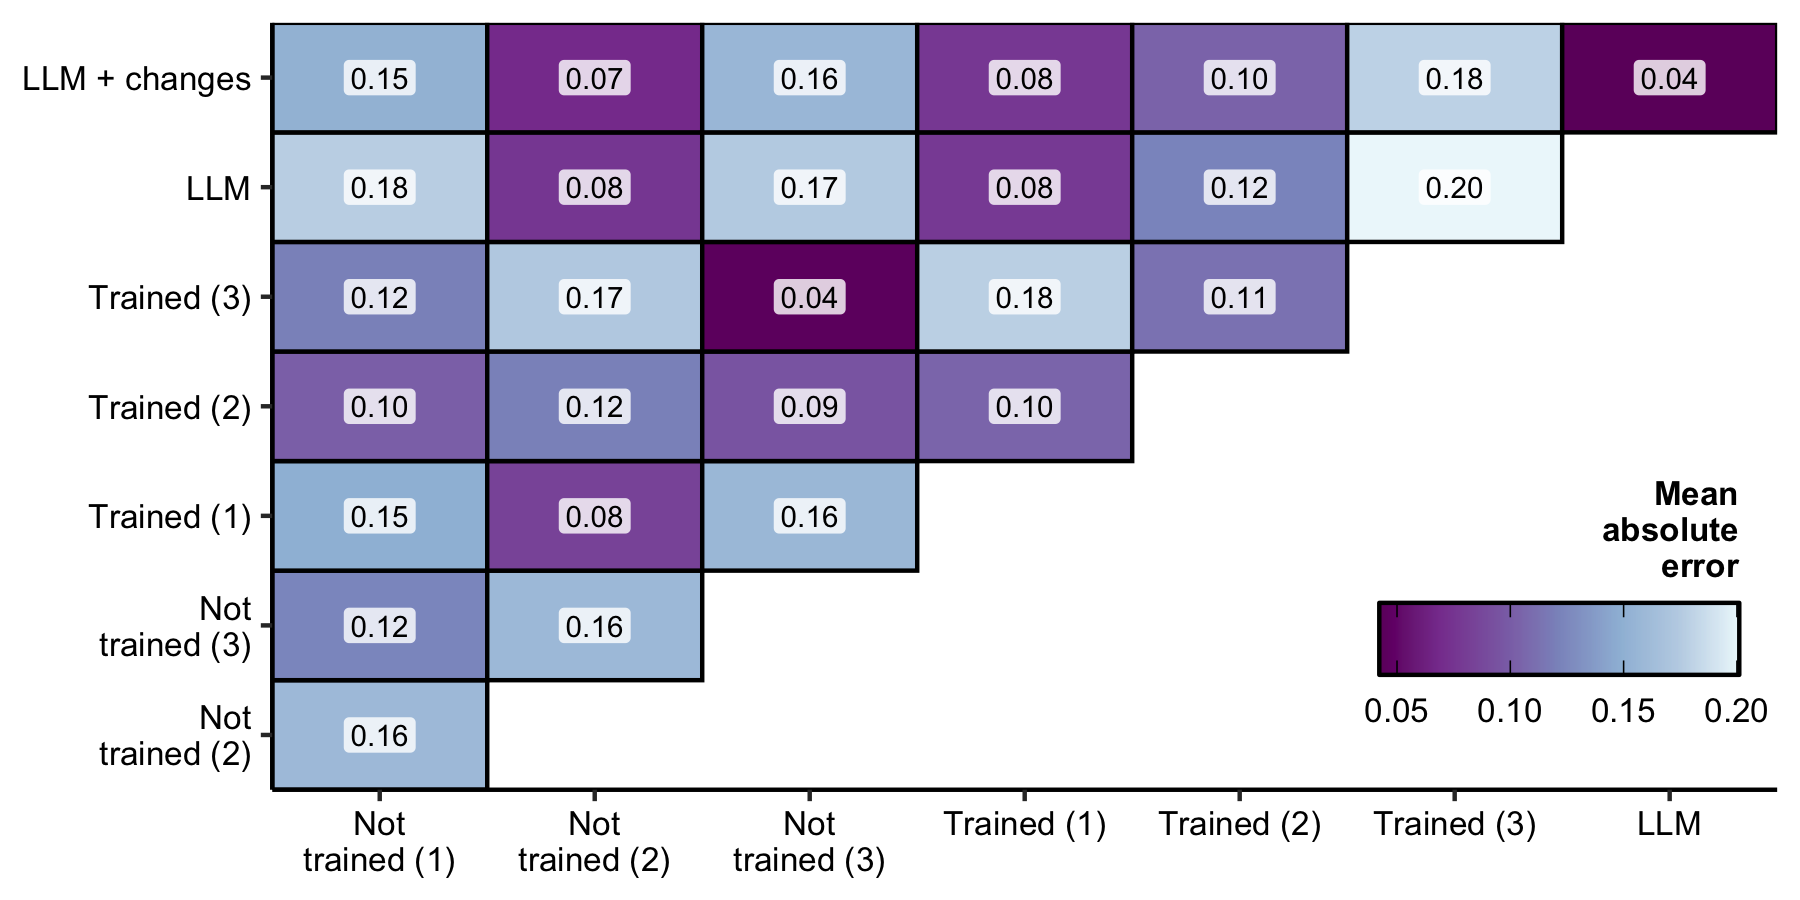 LLM + changes 0.15 0.07 0.16 0.08 0.10 0.18 0.04
LLM 0.18 0.08 0.17 0.08 0.12 0.20
Trained (3) 0.12 0.17 0.04 0.18 0.11
Trained (2) 0.10 0.12 0.09 0.10
Trained (1) 0.15 0.08 0.16
Not
trained (3) 0.12 0.16
Not
trained (2) 0.16
Mean
absolute
error
0.05 0.10 0.15 0.20
Not Not Not Trained (1) Trained (2) Trained (3) LLM
trained (1) trained (2) trained (3)